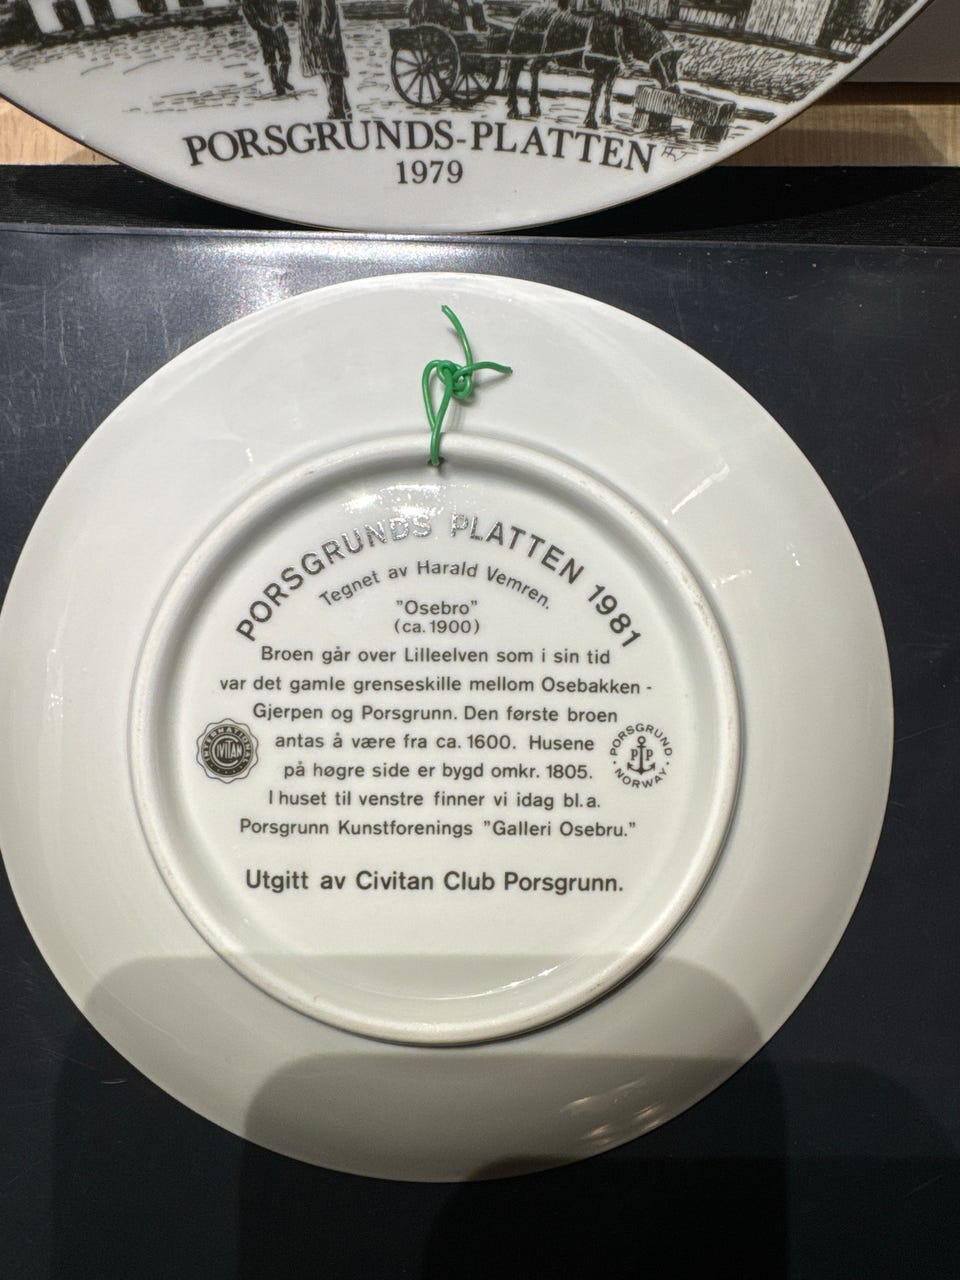 PORSGRUNDS-PLATTEN
1979
PORSGRUNDS PLATTEN 1981
Tegnet av Harald Vemren.
"Osebro"
(ca. 1900)
Broen går over Lilleelven som i sin tid
var det gamle grenseskille mellom Osebakken -
Gjerpen og Porsgrunn. Den første broen
antas å være fra ca. 1600. Husene
på høgre side er bygd omkr. 1805.
I huset til venstre finner vi idag bl.a.
Porsgrunn Kunstforenings "Galleri Osebru."
INTERNATIONAL
CIVITAN
PORSGRUND
PP
NORWAY
Utgitt av Civitan Club Porsgrunn.